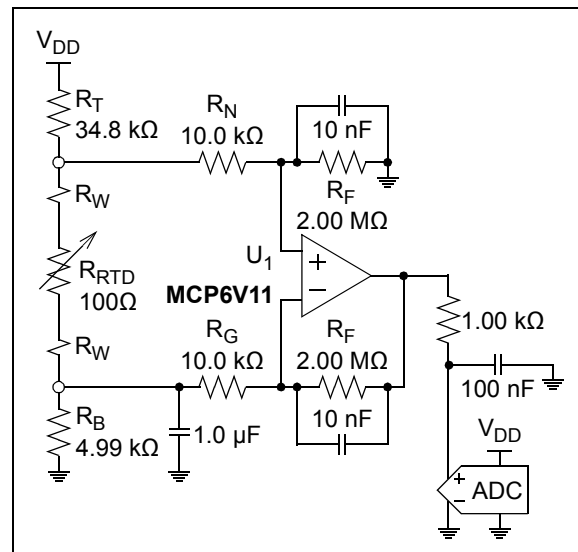 VDD
RT
34.8 kΩ
RN
10.0 kΩ
10 nF
RF
2.00 MΩ
RW
RRTD
100Ω
RW
U1
MCP6V11
+
−
1.00 kΩ
RG
10.0 kΩ
RF
2.00 MΩ
10 nF
100 nF
RB
4.99 kΩ
1.0 µF
VDD
+
−
ADC